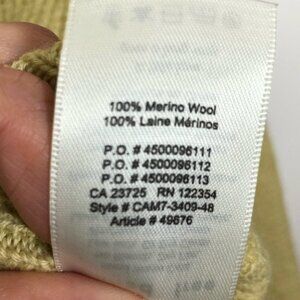 100% Merino Wool
100% Laine Mérinos
P.O. # 4500096111
P.O. # 4500096112
P.O. # 4500096113
CA 23725 RN 122354
Style # CAM7-3409-48
Article # 49676